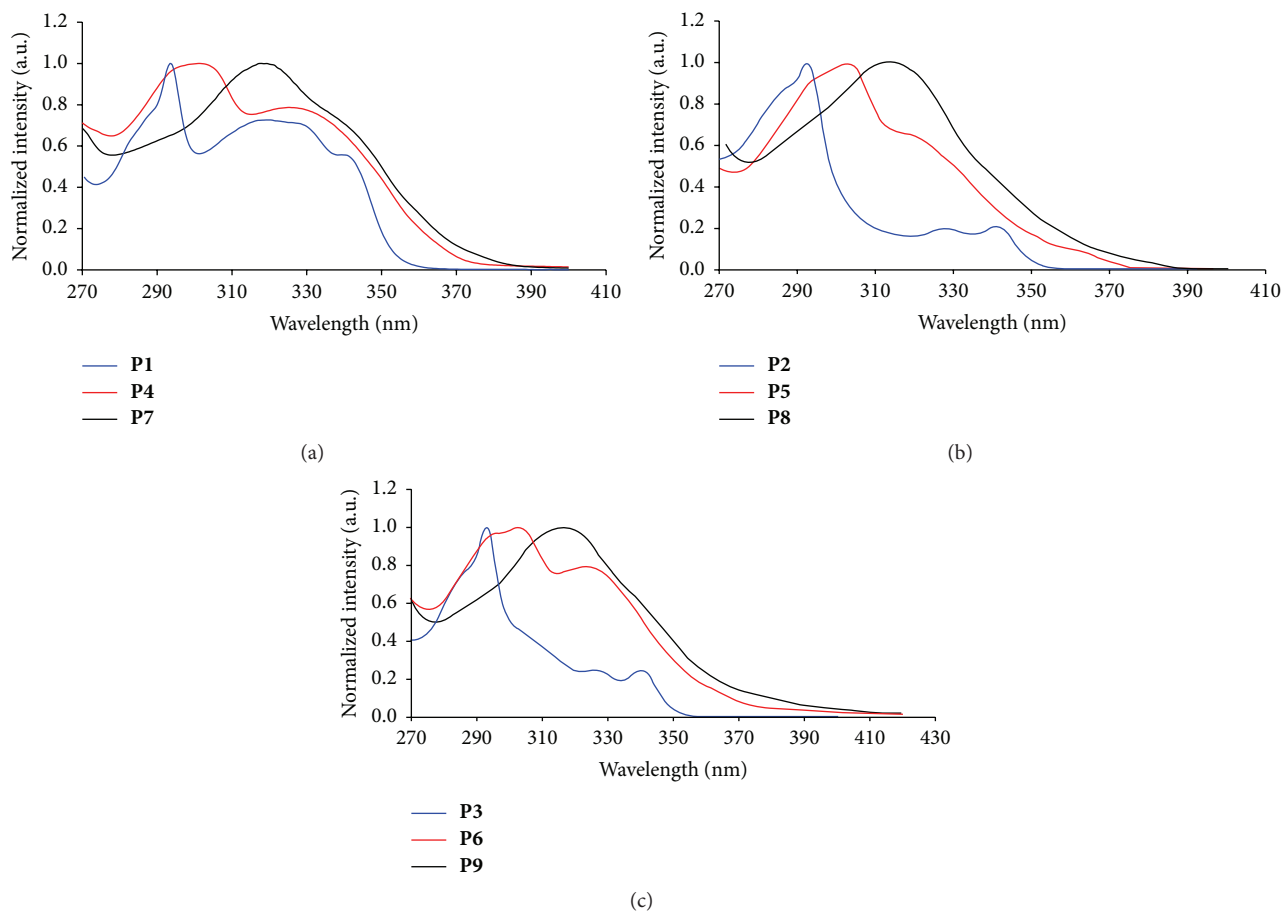 Normalized intensity (a.u.)
1.2
1.0
0.8
0.6
0.4
0.2
0.0
270 290 310 330 350 370 390 410
Wavelength (nm)
P1
P4
P7
(a)
Normalized intensity (a.u.)
1.2
1.0
0.8
0.6
0.4
0.2
0.0
270 290 310 330 350 370 390 410
Wavelength (nm)
P2
P5
P8
(b)
Normalized intensity (a.u.)
1.2
1.0
0.8
0.6
0.4
0.2
0.0
270 290 310 330 350 370 390 410 430
Wavelength (nm)
P3
P6
P9
(c)